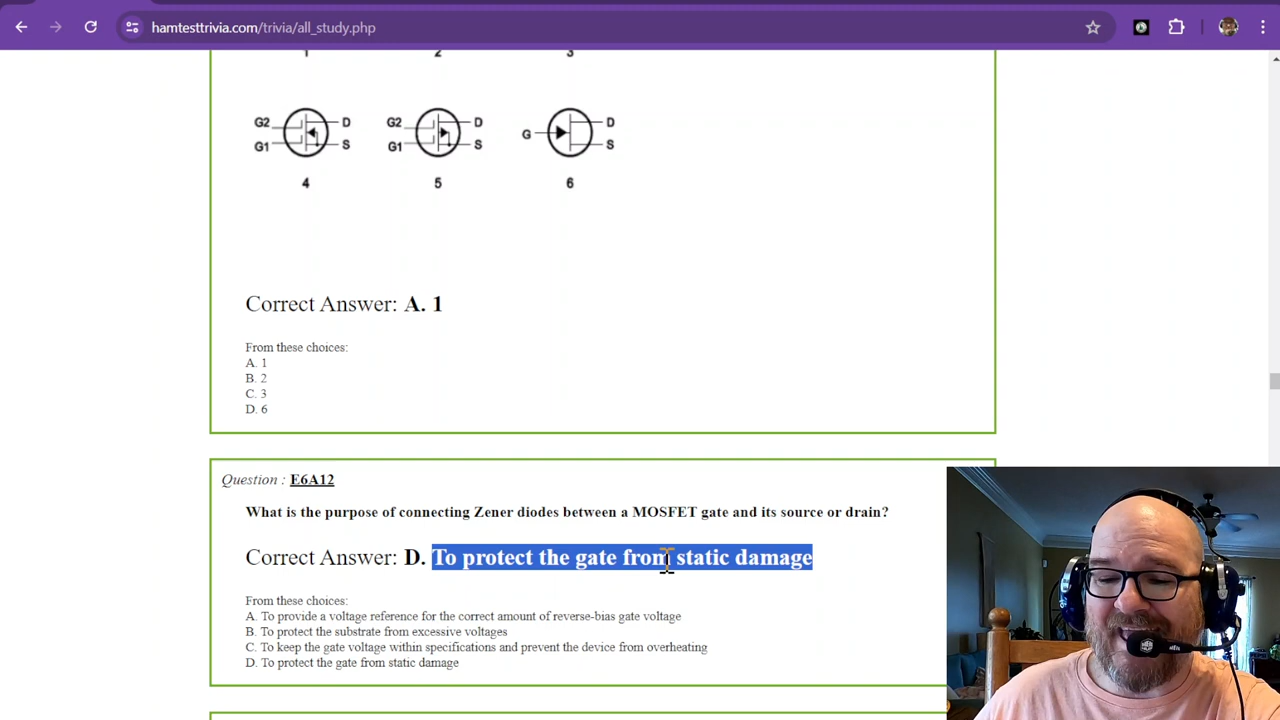 hamtesttrivia.com/trivia/all_study.php
1 2 3
G2 D G2 D G D
G1 S G1 S S
4 5 6
Correct Answer: A. 1
From these choices:
A. 1
B. 2
C. 3
D. 6
Question : E6A12
What is the purpose of connecting Zener diodes between a MOSFET gate and its source or drain?
Correct Answer: D. To protect the gate from static damage
From these choices:
A. To provide a voltage reference for the correct amount of reverse-bias gate voltage
B. To protect the substrate from excessive voltages
C. To keep the gate voltage within specifications and prevent the device from overheating
D. To protect the gate from static damage